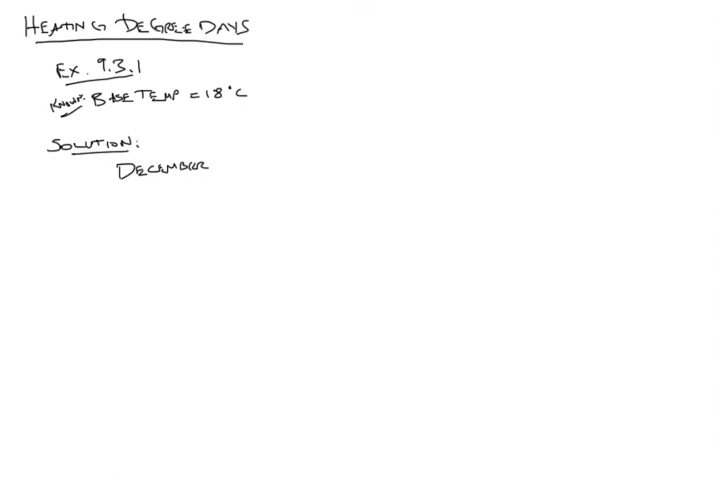 HEATING DEGREE DAYS
Ex. 9.3.1
KNOWN: BASE TEMP = 18°C
SOLUTION:
DECEMBER